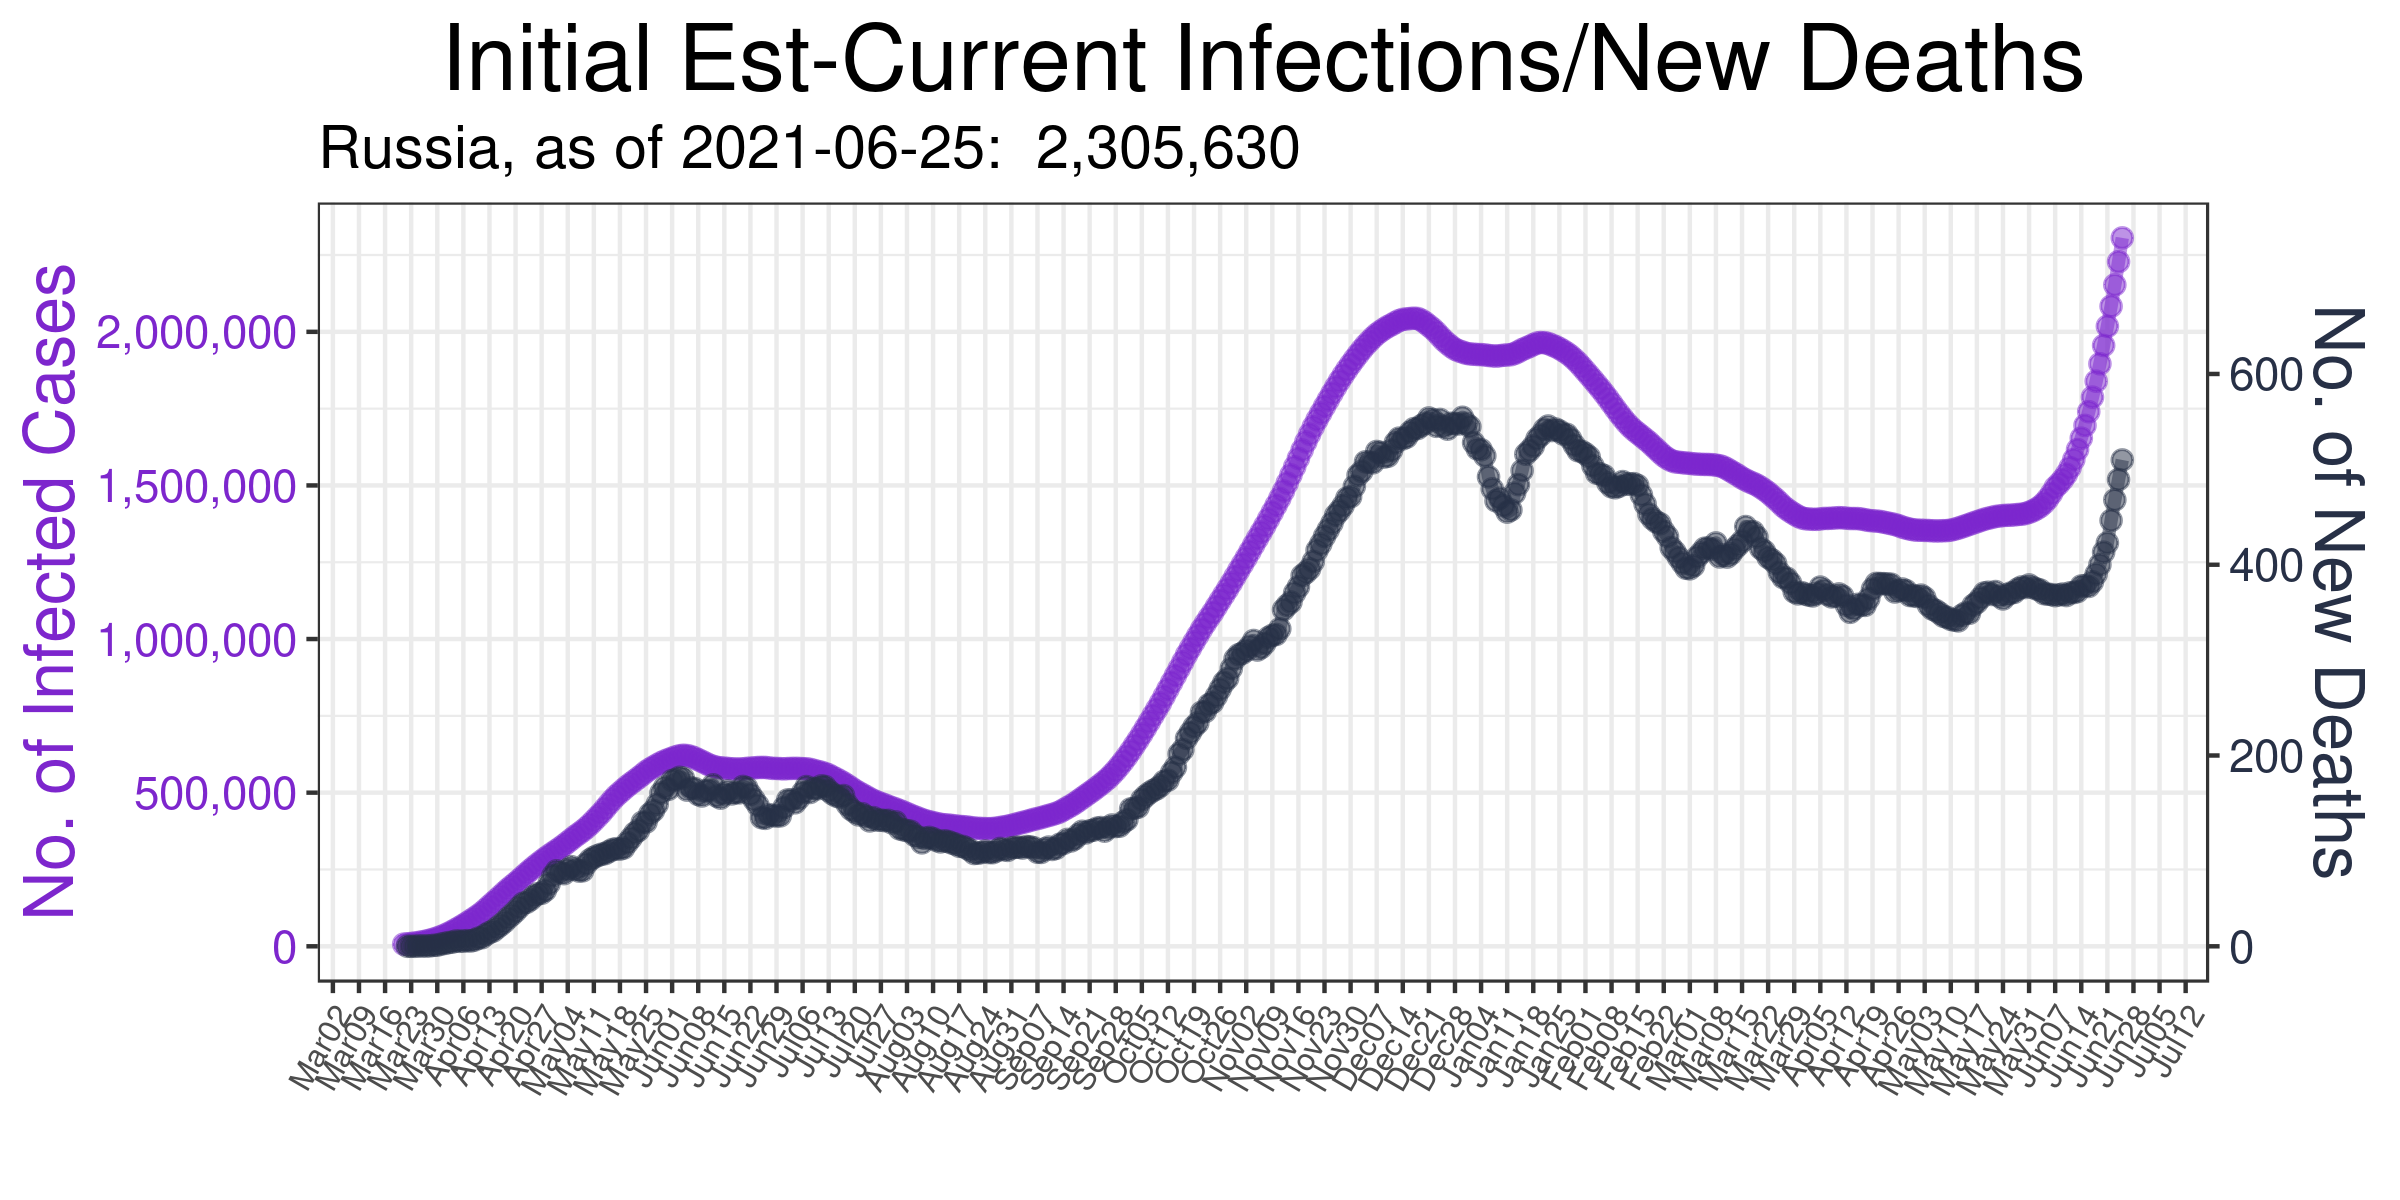 Initial Est-Current Infections/New Deaths
Russia, as of 2021-06-25:  2,305,630
No. of Infected Cases
2,000,000
1,500,000
1,000,000
500,000
0
No. of New Deaths
600
400
200
0
Mar02
Mar09
Mar16
Mar23
Mar30
Apr06
Apr13
Apr20
Apr27
May04
May11
May18
May25
Jun01
Jun08
Jun15
Jun22
Jun29
Jul06
Jul13
Jul20
Jul27
Aug03
Aug10
Aug17
Aug24
Aug31
Sep07
Sep14
Sep21
Sep28
Oct05
Oct12
Oct19
Oct26
Nov02
Nov09
Nov16
Nov23
Nov30
Dec07
Dec14
Dec21
Dec28
Jan04
Jan11
Jan18
Jan25
Feb01
Feb08
Feb15
Feb22
Mar01
Mar08
Mar15
Mar22
Mar29
Apr05
Apr12
Apr19
Apr26
May03
May10
May17
May24
May31
Jun07
Jun14
Jun21
Jun28
Jul05
Jul12